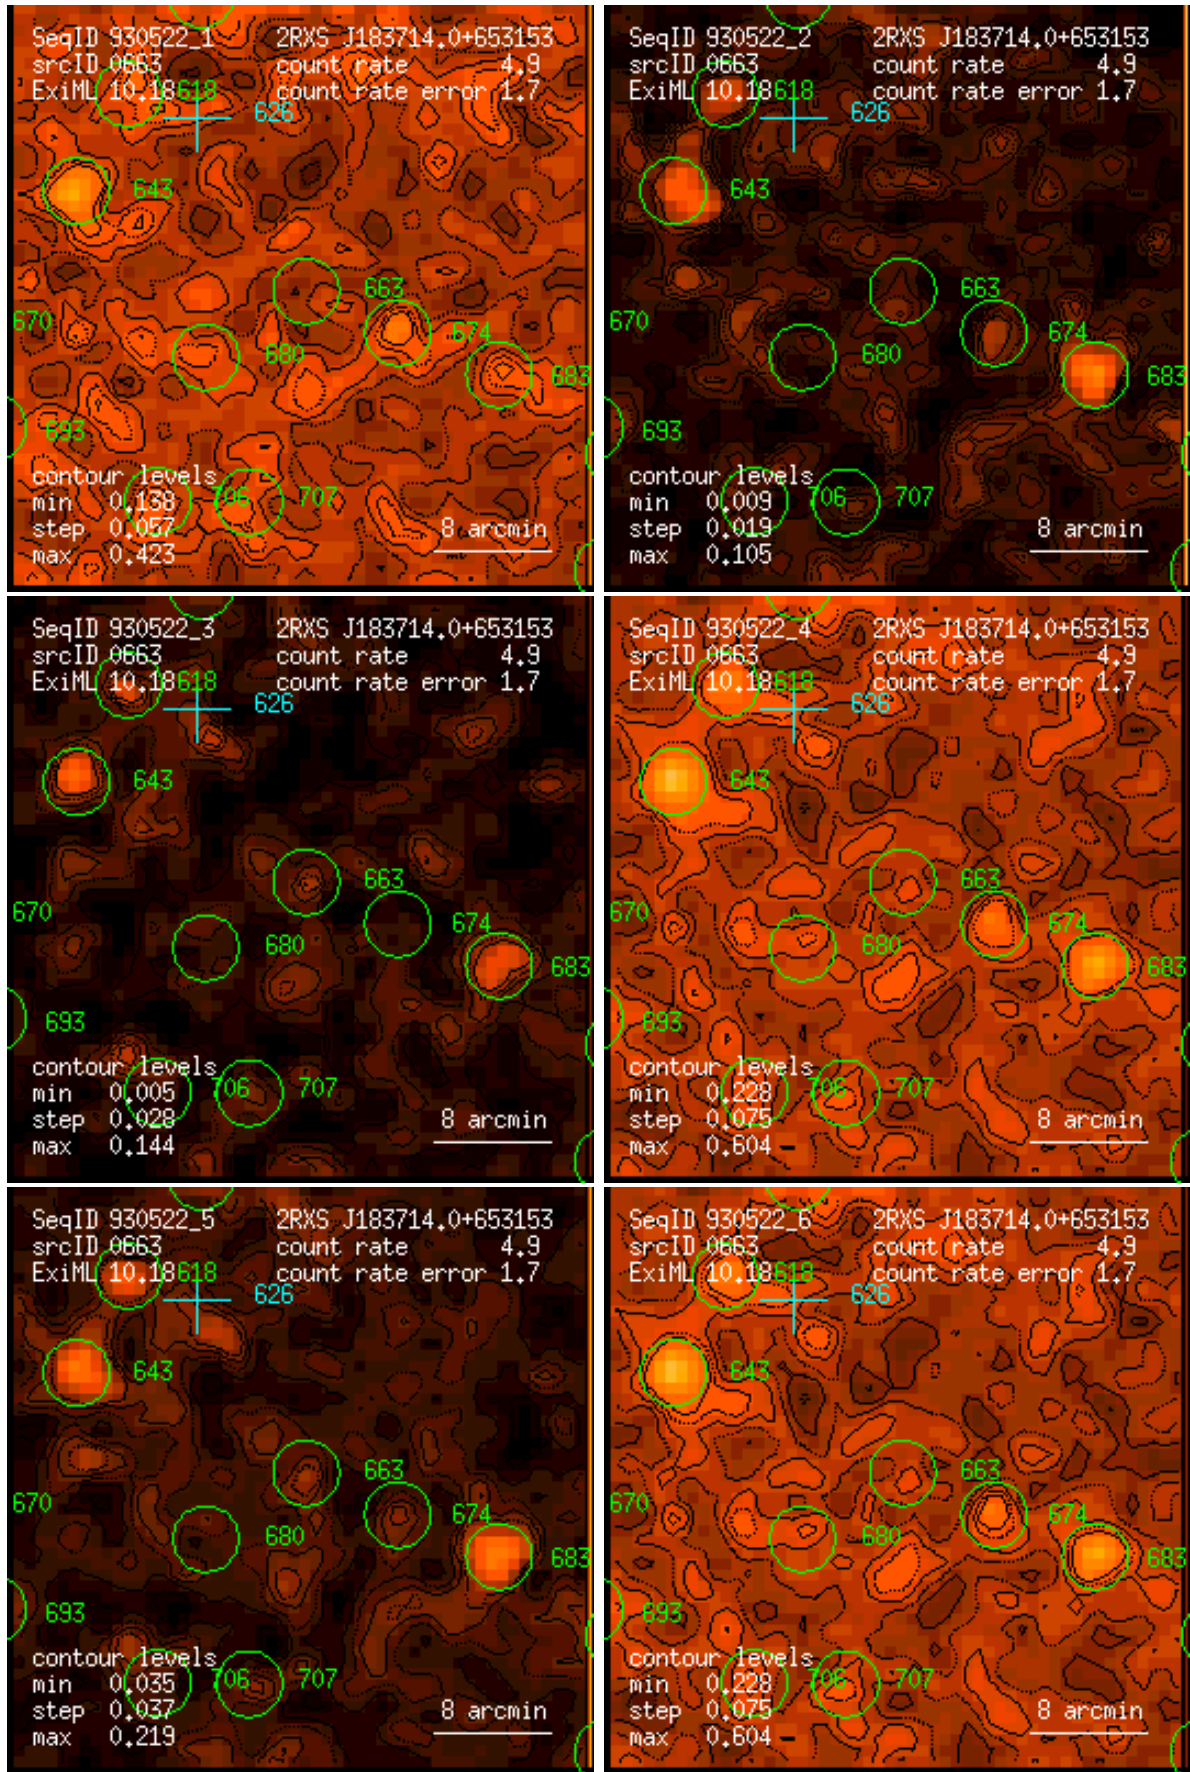 SeqID 930522_1 2RXS J183714.0+653153
srcID 0663 count rate 4.9
ExiML 10.18 count rate error 1.7
618
626
643
663
670
674
680
683
693
contour levels
706 707
min 0.138
step 0.057
max 0.423
8 arcmin
SeqID 930522_2 2RXS J183714.0+653153
srcID 0663 count rate 4.9
ExiML 10.18 count rate error 1.7
618
626
643
663
670
674
680
683
693
contour levels
706 707
min 0.009
step 0.019
max 0.105
8 arcmin
SeqID 930522_3 2RXS J183714.0+653153
srcID 0663 count rate 4.9
ExiML 10.18 count rate error 1.7
618
626
643
663
670
674
680
683
693
contour levels
706 707
min 0.005
step 0.028
max 0.144
8 arcmin
SeqID 930522_4 2RXS J183714.0+653153
srcID 0663 count rate 4.9
ExiML 10.18 count rate error 1.7
618
626
643
663
670
674
680
683
693
contour levels
706 707
min 0.228
step 0.075
max 0.604
8 arcmin
SeqID 930522_5 2RXS J183714.0+653153
srcID 0663 count rate 4.9
ExiML 10.18 count rate error 1.7
618
626
643
663
670
674
680
683
693
contour levels
706 707
min 0.035
step 0.037
max 0.219
8 arcmin
SeqID 930522_6 2RXS J183714.0+653153
srcID 0663 count rate 4.9
ExiML 10.18 count rate error 1.7
618
626
643
663
670
674
680
683
693
contour levels
706 707
min 0.228
step 0.075
max 0.604
8 arcmin